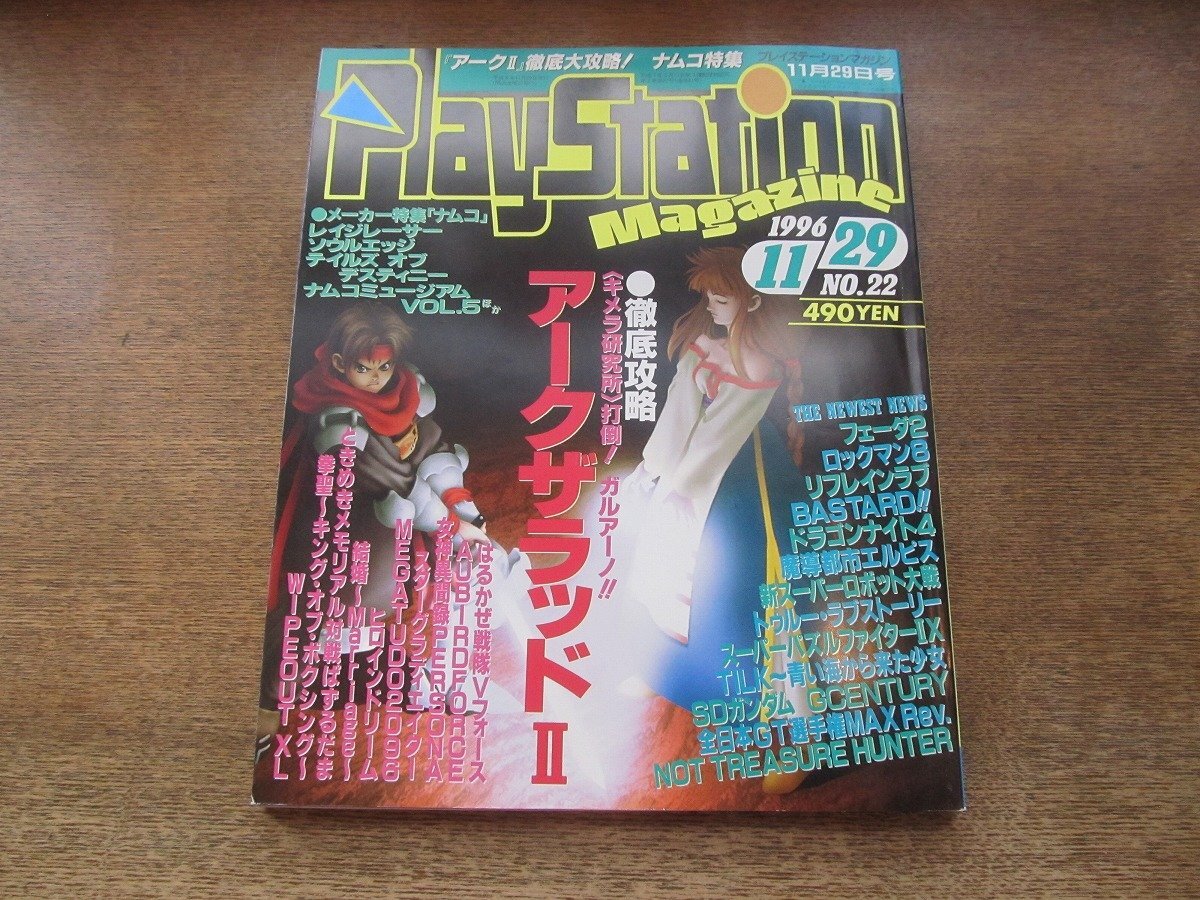 『アークⅡ』徹底大攻略! ナムコ特集
プレイステーションマガジン
11月29日号
PlayStation
Magazine
1996
11/29
NO.22
490YEN
●メーカー特集「ナムコ」
レイジレーサー
ソウルエッジ
テイルズ オブ
デスティニー
ナムコミュージアム
VOL.5ほか
●徹底攻略
〈キメラ研究所〉打倒! ガルアーノ!!
アークザラッドⅡ
THE NEWEST NEWS
フェーダ2
ロックマン8
リフレインラブ
BASTARD!!
ドラゴンナイト4
魔導都市エルヒス
新スーパーロボット大戦
トゥルー・ラブストーリー
スーパーパズルファイターⅡX
TILK～青い海から来た少女
SDガンダム GCENTURY
全日本GT選手権MAX Rev.
NOT TREASURE HUNTER
はるかぜ戦隊Vフォース
AUBIRDFORCE
女神異聞録PERSONA
スターグラディエイター
MEGATUDO2096
ヒロインドリーム
結婚～Marriage～
ときめきメモリアル対戦ぱずるだま
拳聖～キング・オブ・ボクシング～
WIPEOUT XL